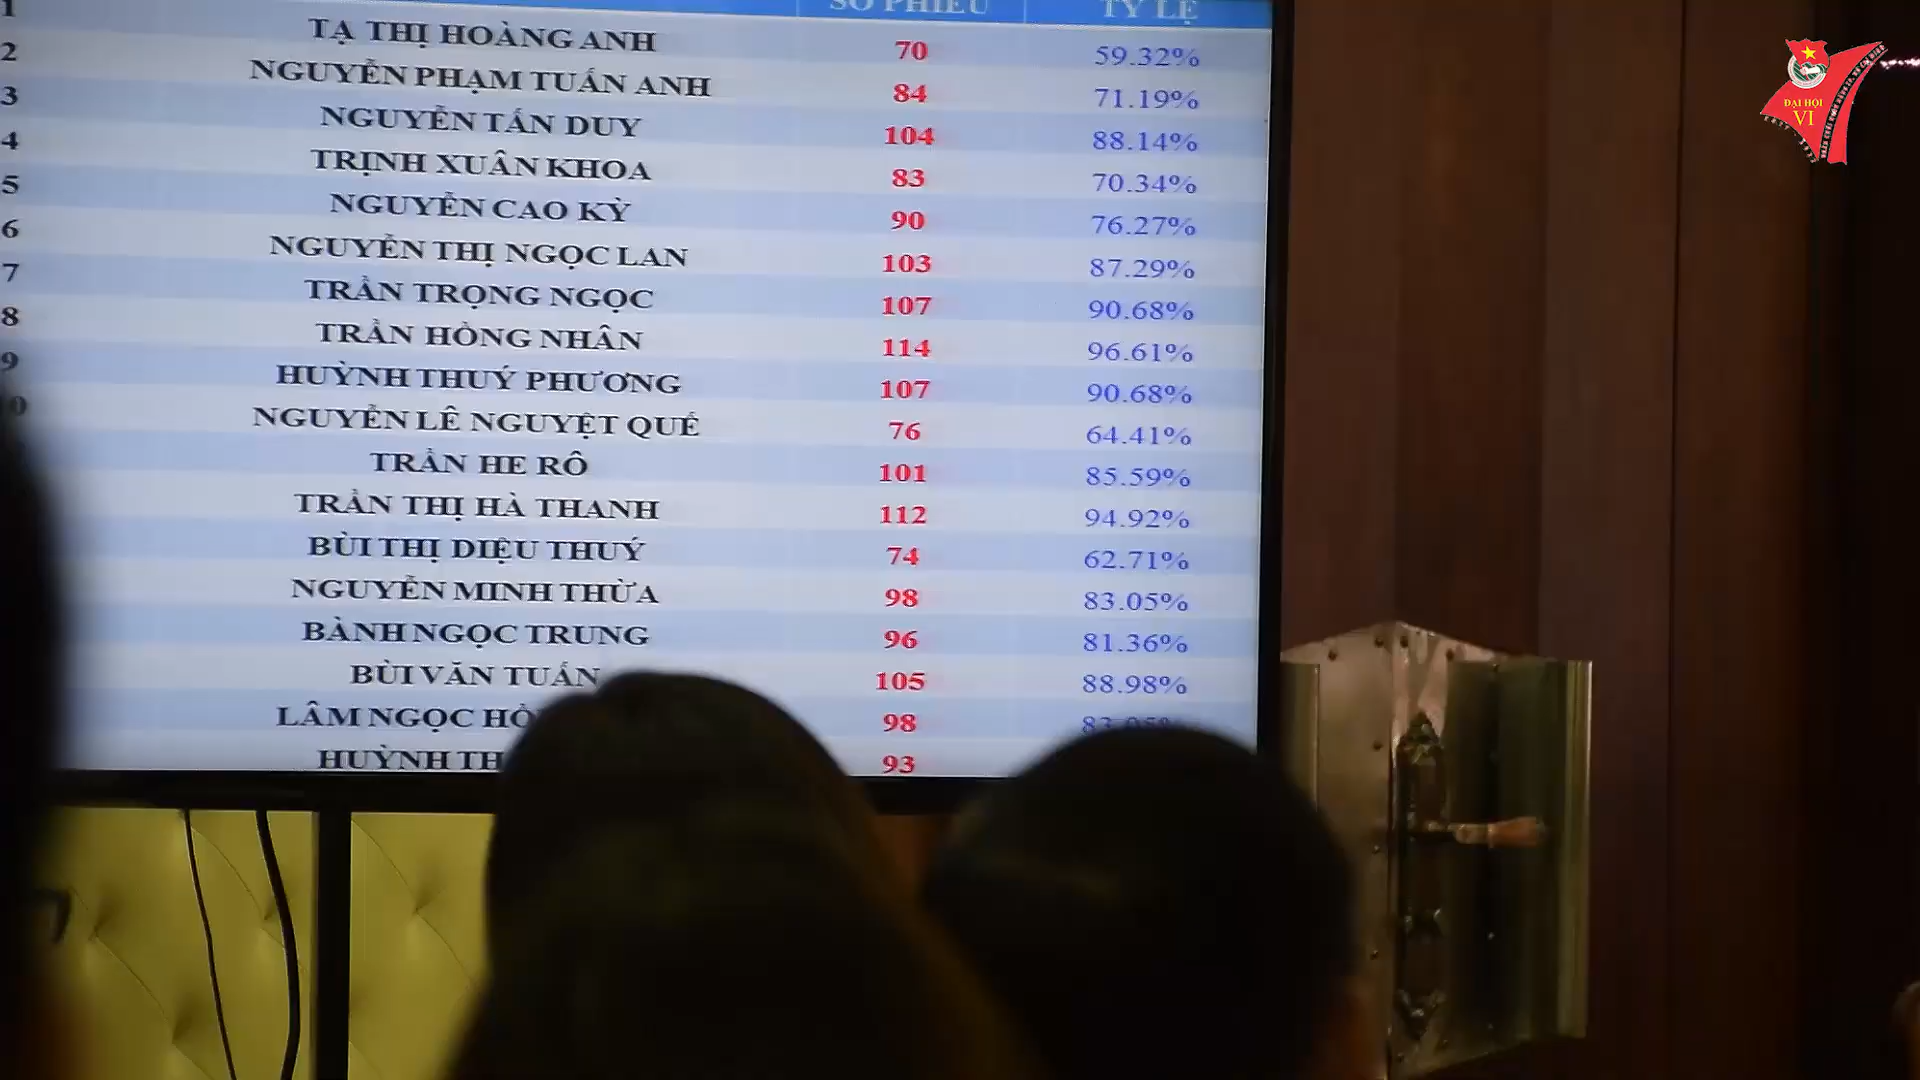 SỐ PHIẾU TỶ LỆ
1 TẠ THỊ HOÀNG ANH 70 59.32%
2 NGUYỄN PHẠM TUẤN ANH 84 71.19%
3 NGUYỄN TẤN DUY 104 88.14%
4 TRỊNH XUÂN KHOA 83 70.34%
5 NGUYỄN CAO KỲ 90 76.27%
6 NGUYỄN THỊ NGỌC LAN 103 87.29%
7 TRẦN TRỌNG NGỌC 107 90.68%
8 TRẦN HỒNG NHÂN 114 96.61%
9 HUỲNH THUÝ PHƯƠNG 107 90.68%
0 NGUYỄN LÊ NGUYỆT QUẾ 76 64.41%
TRẦN HE RÔ 101 85.59%
TRẦN THỊ HÀ THANH 112 94.92%
BÙI THỊ DIỆU THUÝ 74 62.71%
NGUYỄN MINH THỪA 98 83.05%
BÀNH NGỌC TRUNG 96 81.36%
BÙI VĂN TUẤN 105 88.98%
LÂM NGỌC HỒ 98 83.05%
HUỲNH TH 93
ĐẠI HỘI
VI